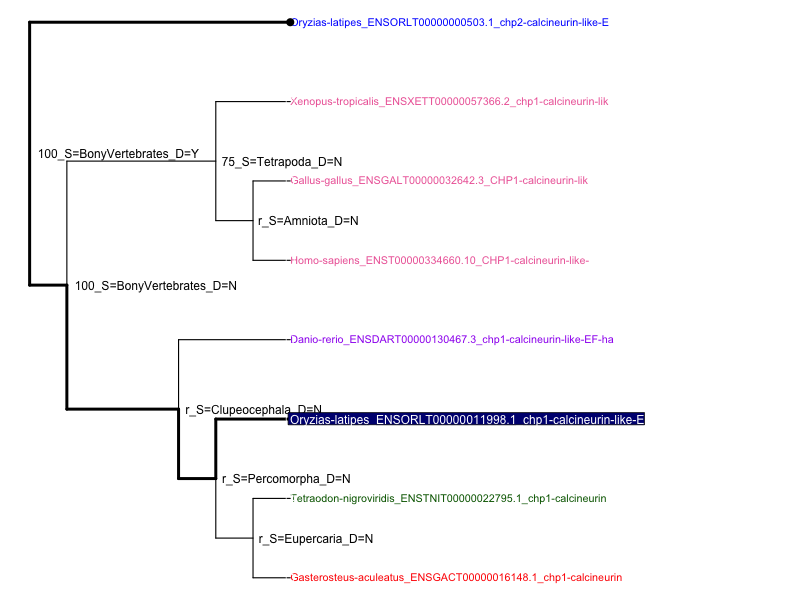 Oryzias-latipes_ENSORLT00000000503.1_chp2-calcineurin-like-E
Xenopus-tropicalis_ENSXETT00000057366.2_chp1-calcineurin-lik
100_S=BonyVertebrates_D=Y
75_S=Tetrapoda_D=N
Gallus-gallus_ENSGALT00000032642.3_CHP1-calcineurin-lik
r_S=Amniota_D=N
Homo-sapiens_ENST00000334660.10_CHP1-calcineurin-like-
100_S=BonyVertebrates_D=N
Danio-rerio_ENSDART00000130467.3_chp1-calcineurin-like-EF-ha
r_S=Clupeocephala_D=N
Oryzias-latipes_ENSORLT00000011998.1_chp1-calcineurin-like-E
r_S=Percomorpha_D=N
Tetraodon-nigroviridis_ENSTNIT00000022795.1_chp1-calcineurin
r_S=Eupercaria_D=N
Gasterosteus-aculeatus_ENSGACT00000016148.1_chp1-calcineurin